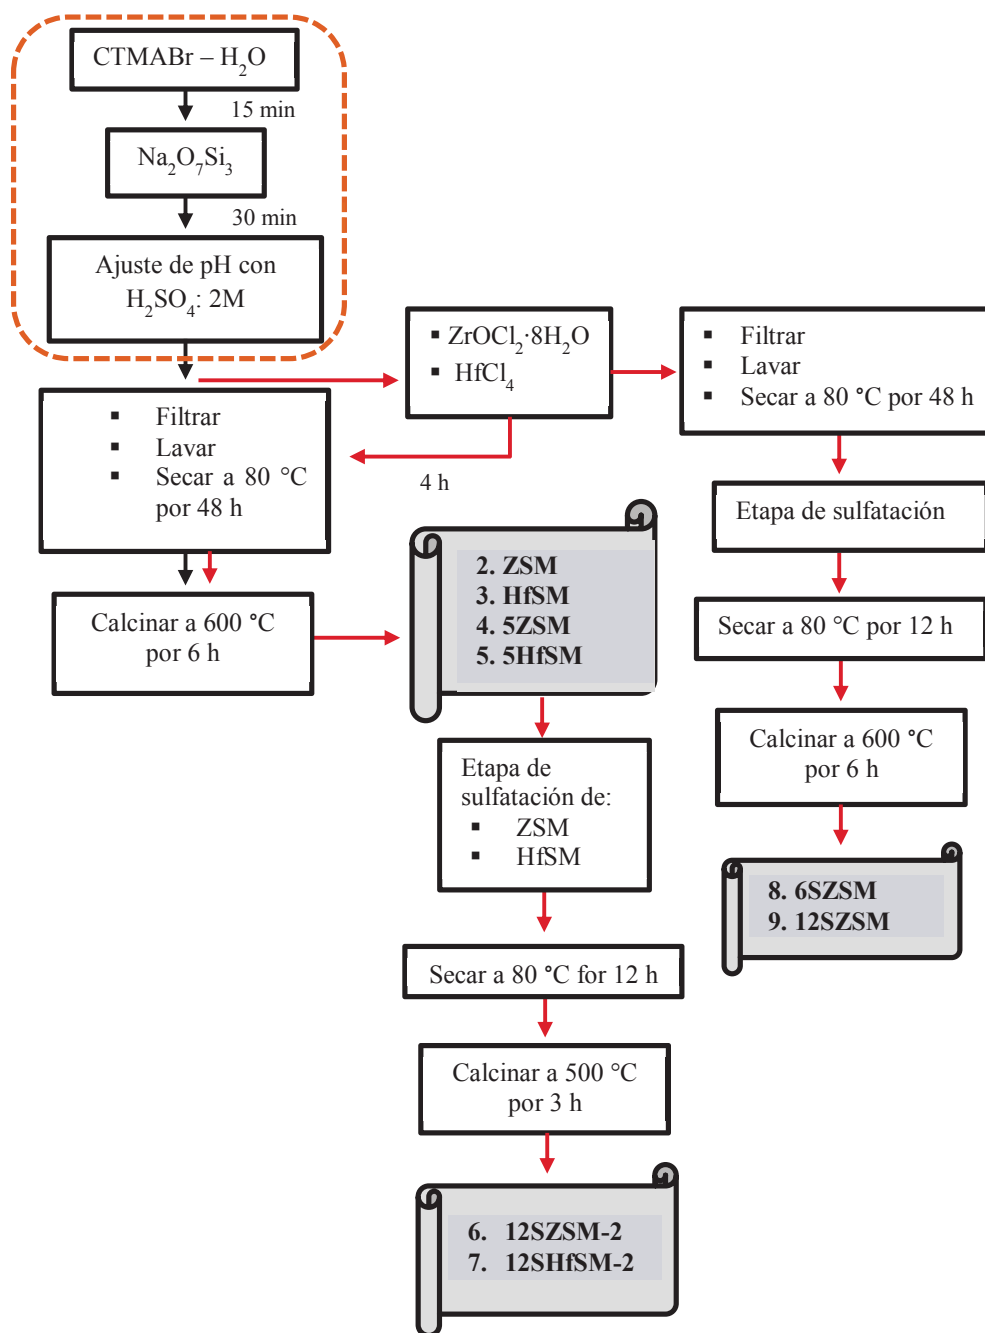 CTMABr – H₂O
15 min
Na₂O₇Si₃
30 min
Ajuste de pH con
H₂SO₄: 2M
▪ ZrOCl₂·8H₂O
▪ HfCl₄
▪ Filtrar
▪ Lavar
▪ Secar a 80 °C por 48 h
▪ Filtrar
▪ Lavar
▪ Secar a 80 °C
por 48 h
4 h
Etapa de sulfatación
2. ZSM
3. HfSM
4. 5ZSM
5. 5HfSM
Calcinar a 600 °C
por 6 h
Secar a 80 °C por 12 h
Calcinar a 600 °C
por 6 h
Etapa de
sulfatación de:
▪ ZSM
▪ HfSM
8. 6SZSM
9. 12SZSM
Secar a 80 °C for 12 h
Calcinar a 500 °C
por 3 h
6. 12SZSM-2
7. 12SHfSM-2